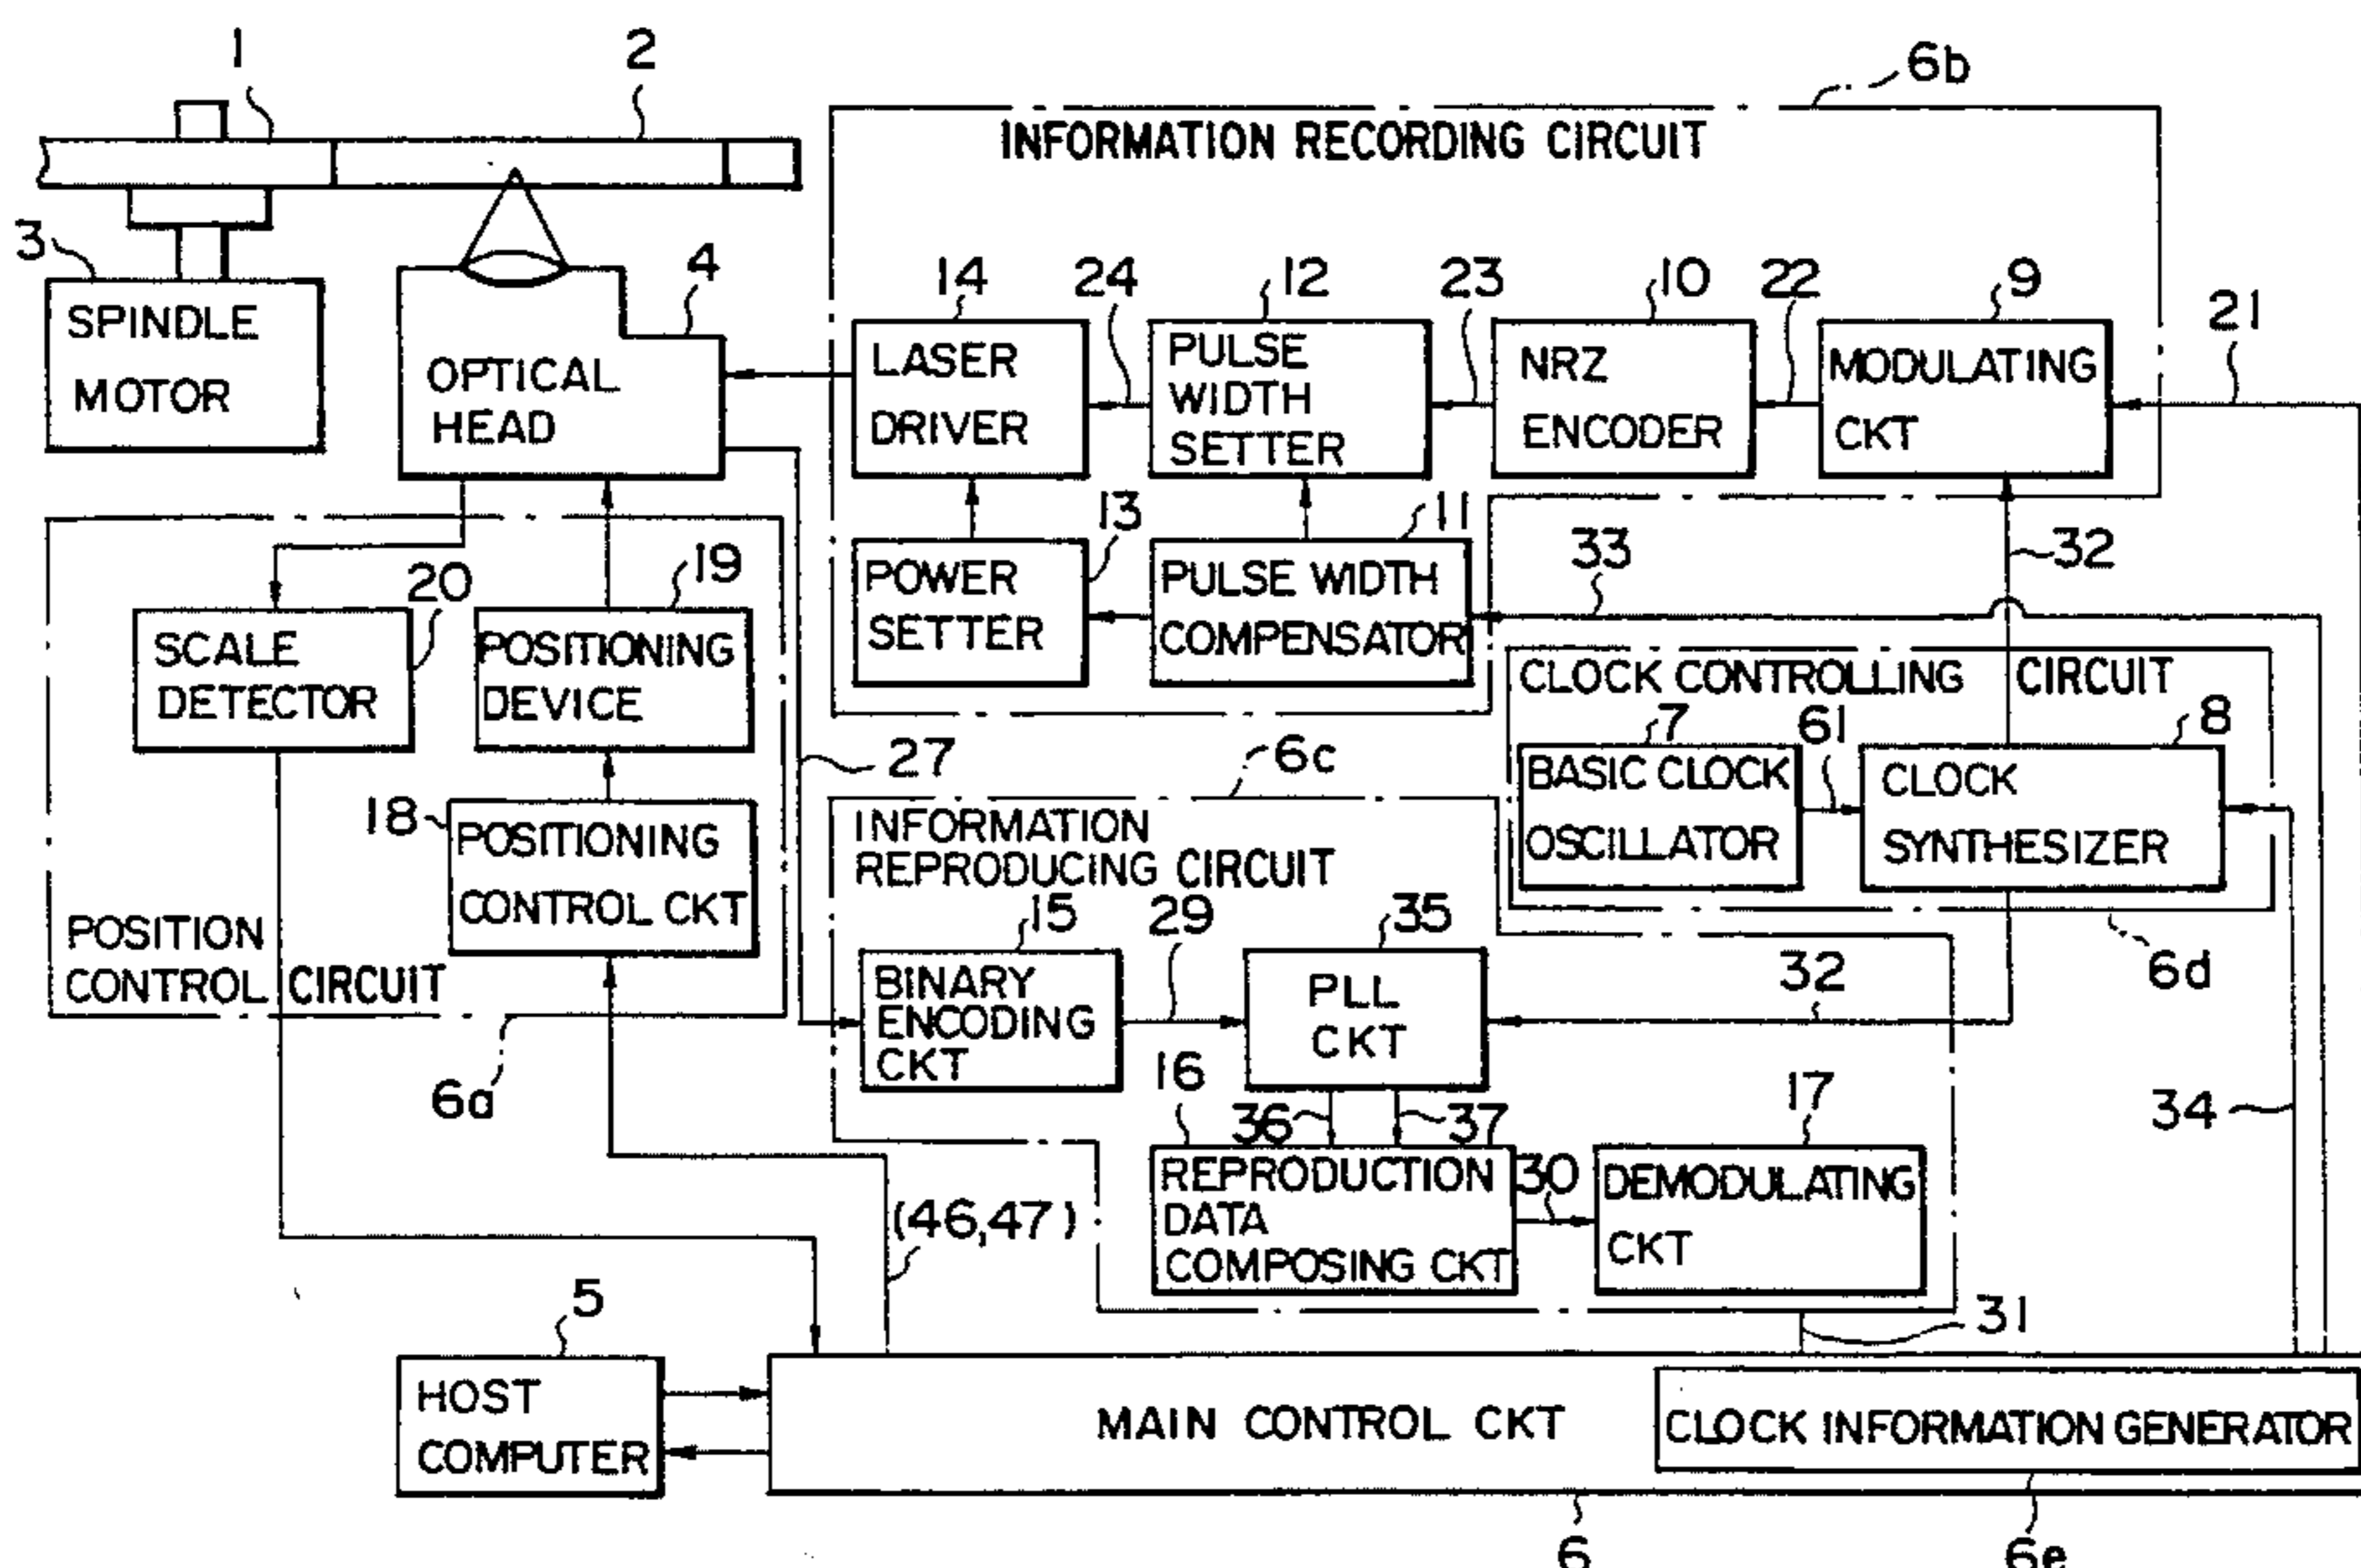 1
2
6b
INFORMATION RECORDING CIRCUIT
3
SPINDLE
MOTOR
4
OPTICAL
HEAD
14
LASER
DRIVER
24
12
PULSE
WIDTH
SETTER
23
10
NRZ
ENCODER
22
9
MODULATING
CKT
21
13
POWER
SETTER
11
PULSE WIDTH
COMPENSATOR
33
32
20
SCALE
DETECTOR
19
POSITIONING
DEVICE
18
POSITIONING
CONTROL CKT
POSITION
CONTROL CIRCUIT
6a
27
CLOCK CONTROLLING CIRCUIT
7
BASIC CLOCK
OSCILLATOR
61
8
CLOCK
SYNTHESIZER
6d
6c
INFORMATION
REPRODUCING CIRCUIT
15
BINARY
ENCODING
CKT
29
35
PLL
CKT
32
34
16
36
37
REPRODUCTION
DATA
COMPOSING CKT
30
17
DEMODULATING
CKT
(46,47)
31
5
HOST
COMPUTER
MAIN CONTROL CKT
CLOCK INFORMATION GENERATOR
6
6e